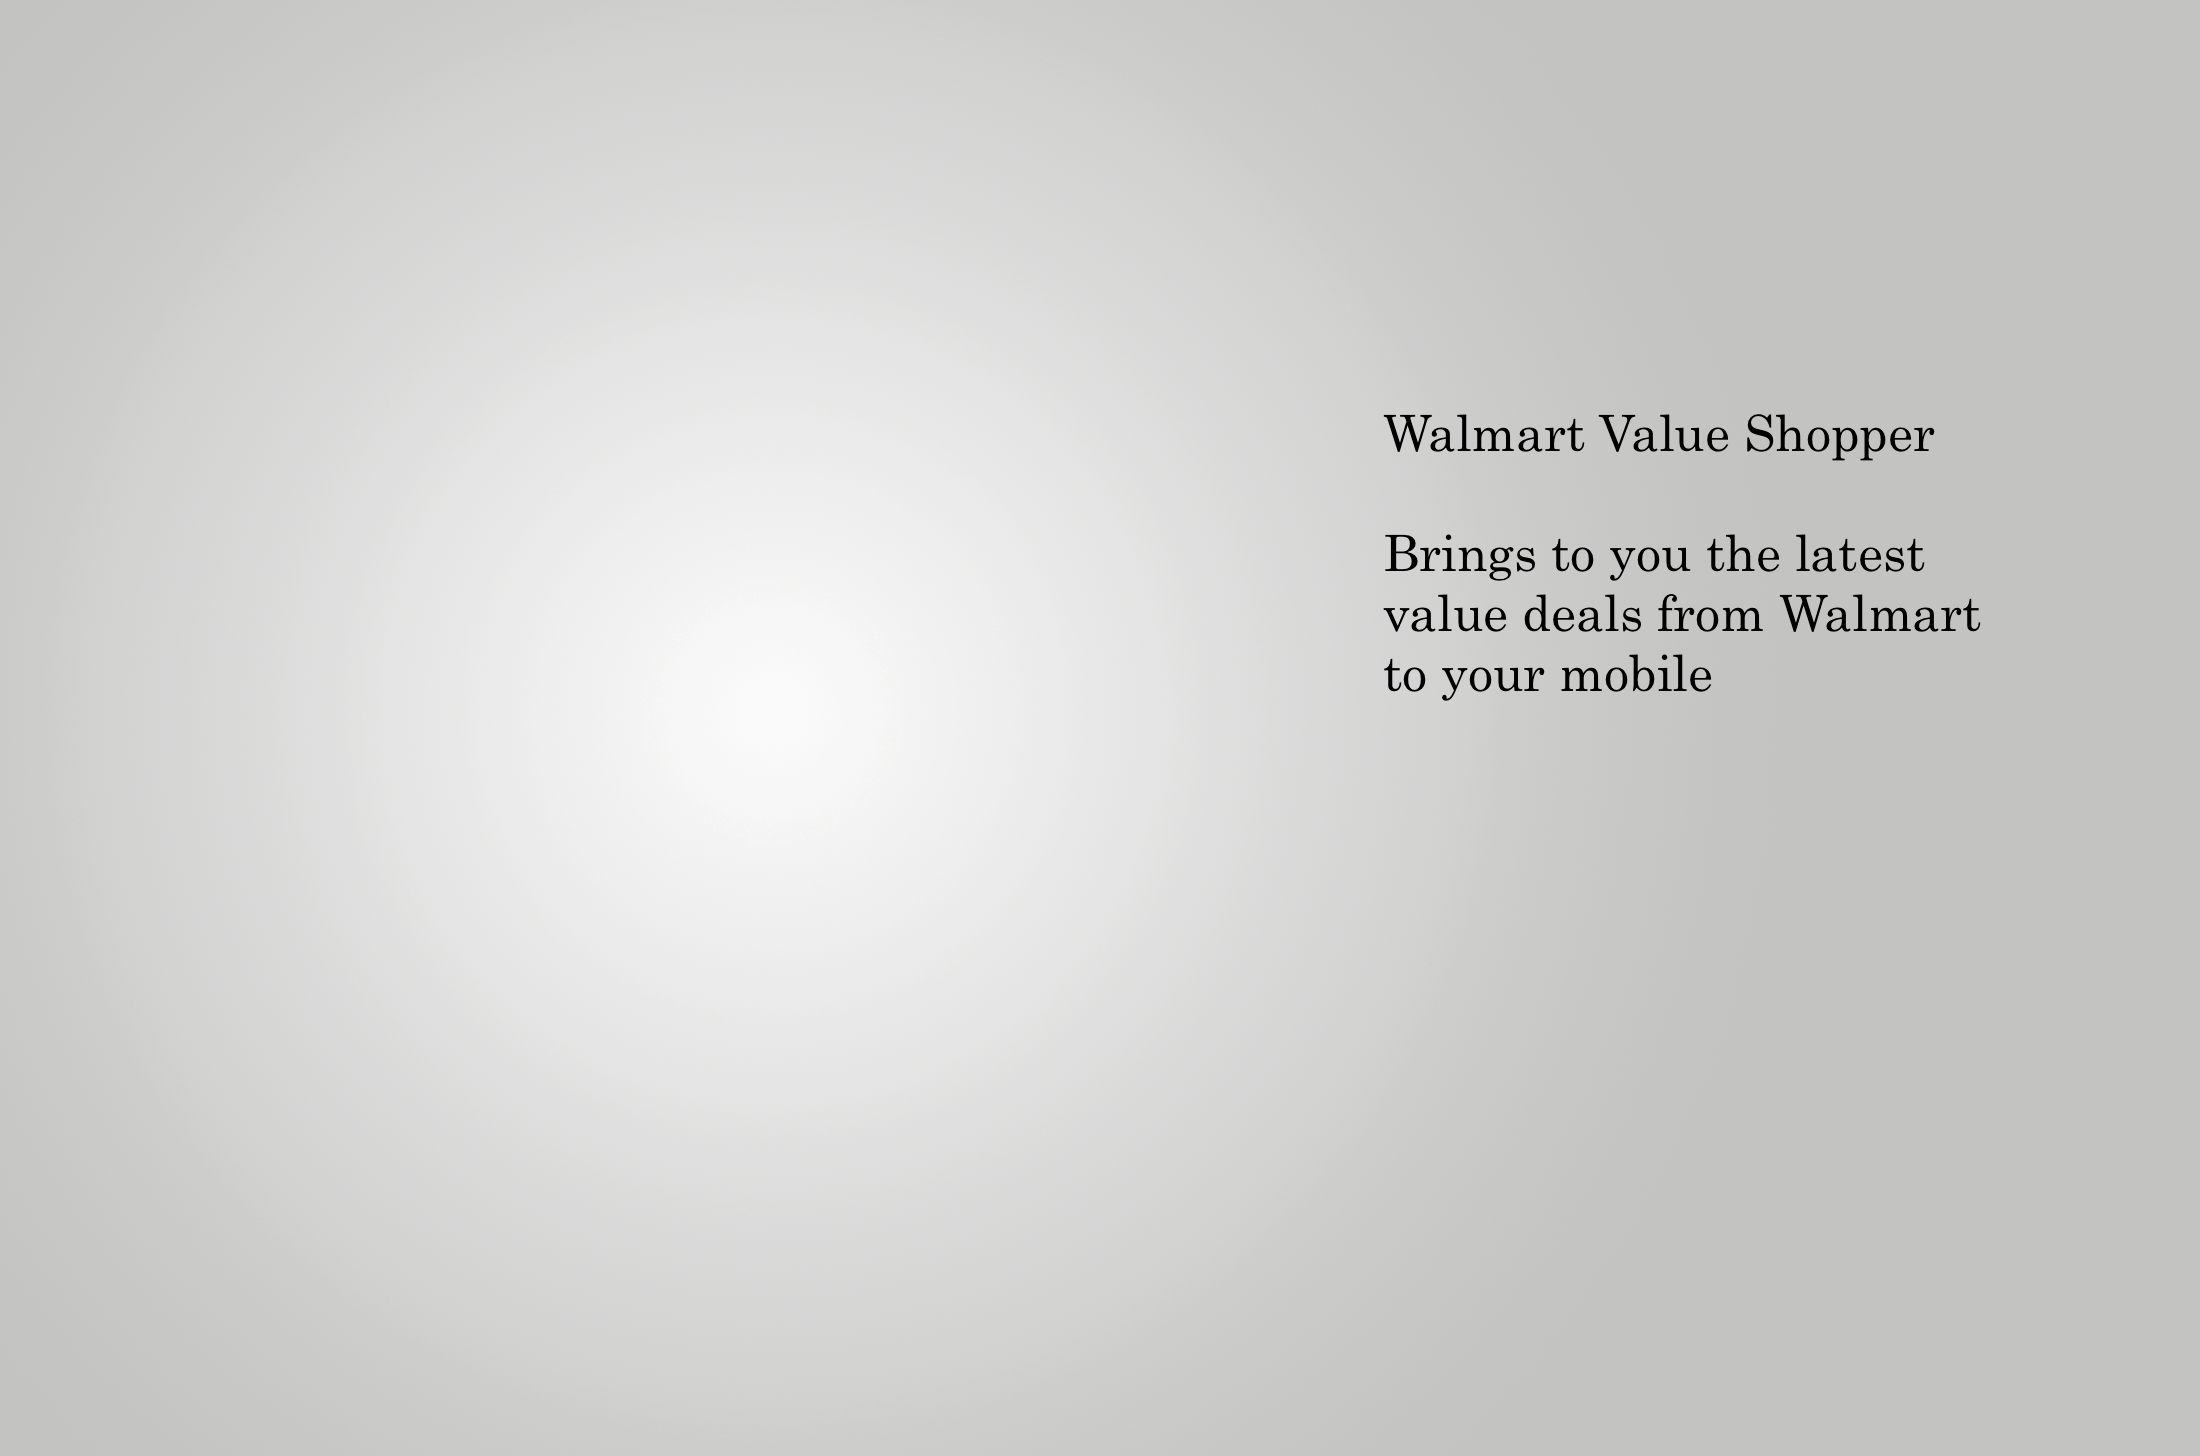 Walmart Value Shopper
Brings to you the latest
value deals from Walmart
to your mobile